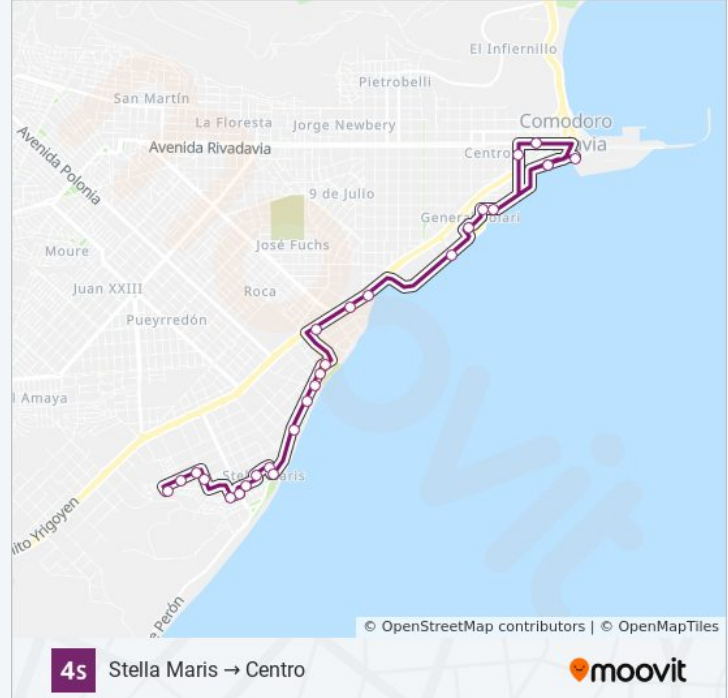 El Infiernillo
Pietrobelli
San Martín
La Floresta
Jorge Newbery
Comodoro
Avenida Polonia
Avenida Rivadavia
Centro
9 de Julio
General
José Fuchs
Moure
Juan XXIII
Roca
Pueyrredón
Amaya
Yrigoyen
Perón
© OpenStreetMap contributors | © OpenMapTiles
4s Stella Maris → Centro
moovit